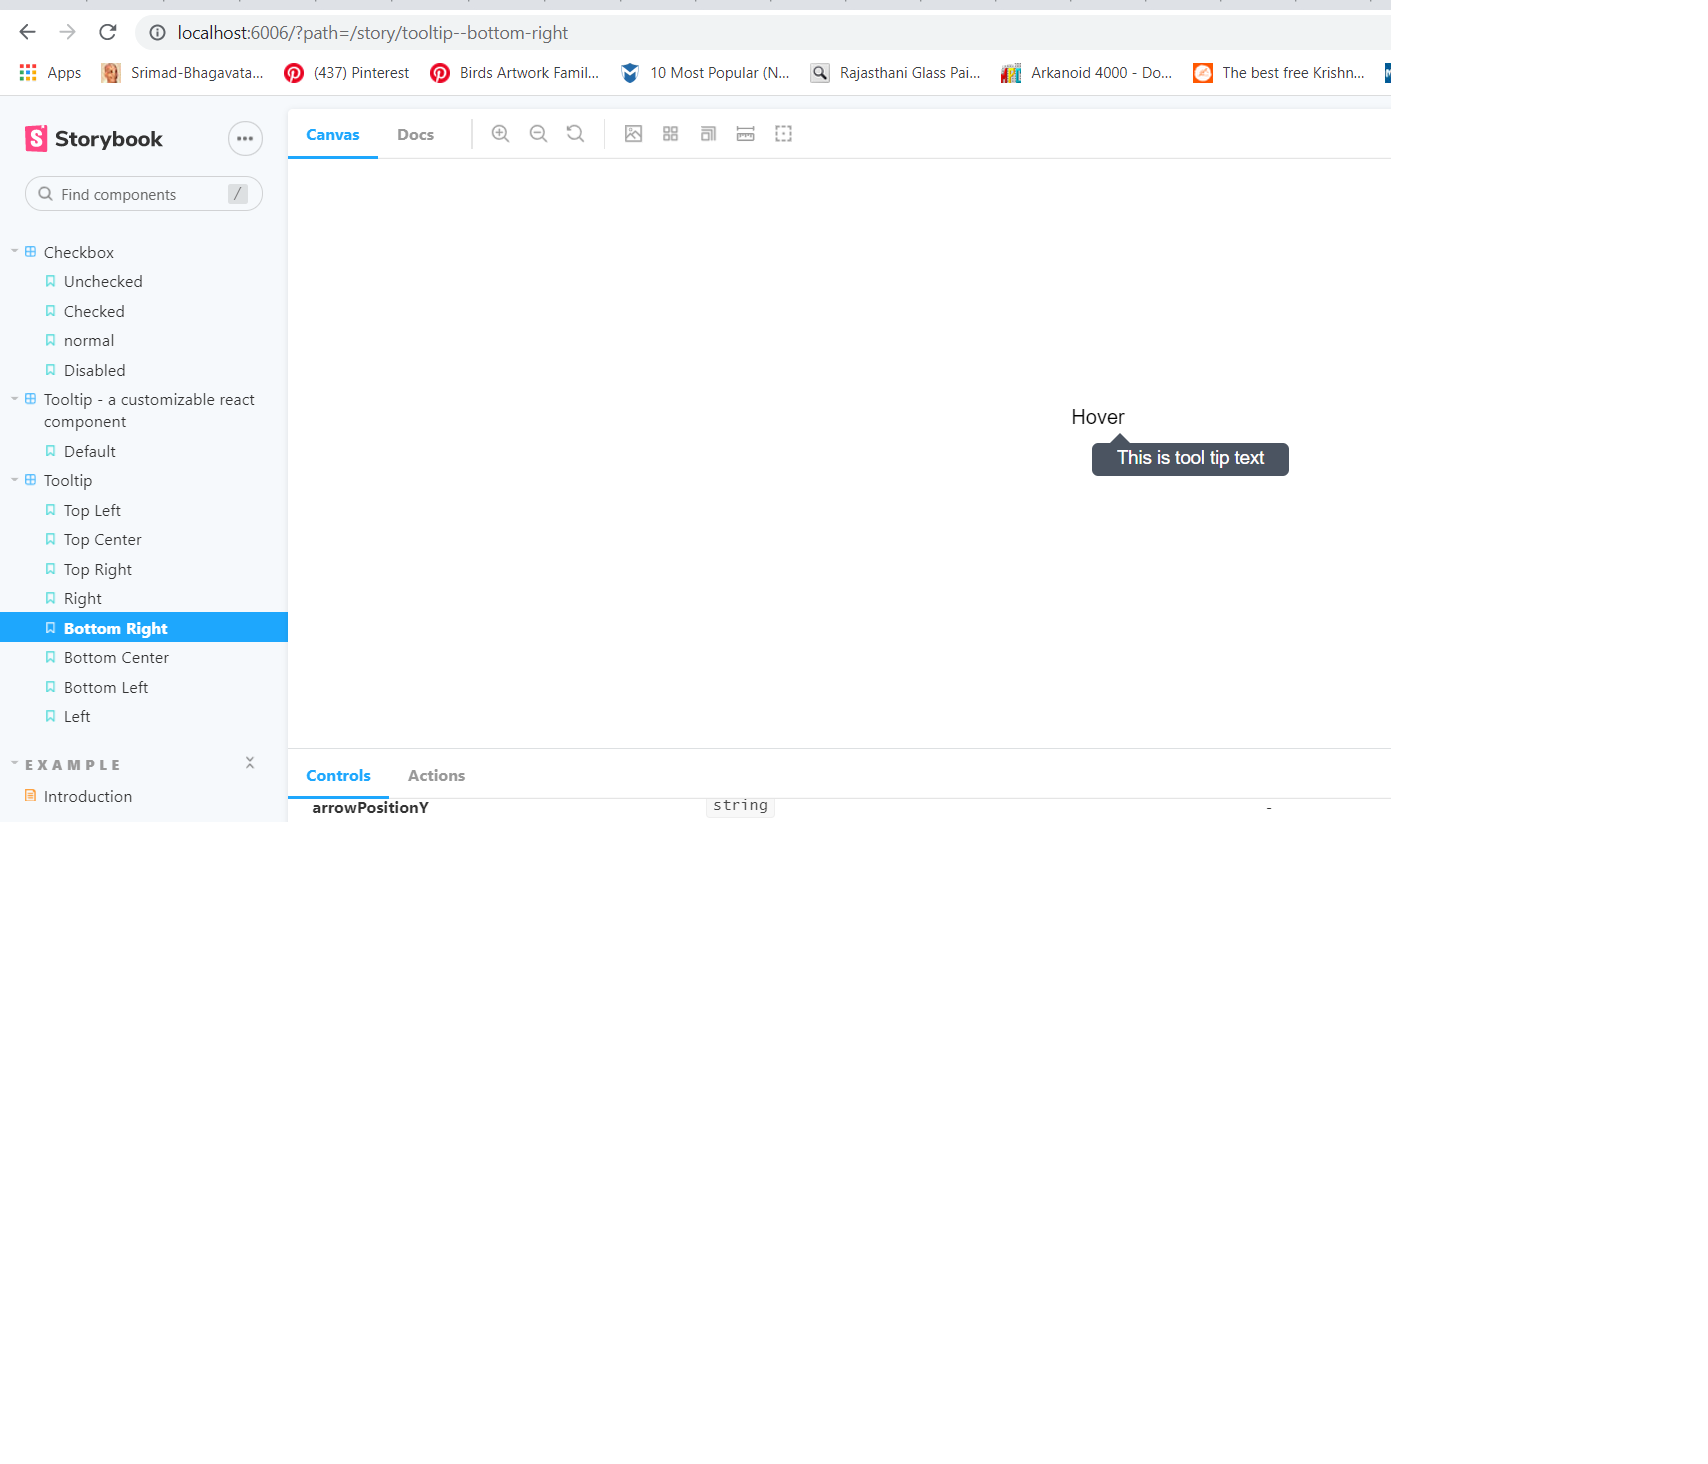 localhost:6006/?path=/story/tooltip--bottom-right
Apps Srimad-Bhagavata... (437) Pinterest Birds Artwork Famil... 10 Most Popular (N... Rajasthani Glass Pai... Arkanoid 4000 - Do... The best free Krishn...
Storybook
Find components /
Checkbox
Unchecked
Checked
normal
Disabled
Tooltip - a customizable react
component
Default
Tooltip
Top Left
Top Center
Top Right
Right
Bottom Right
Bottom Center
Bottom Left
Left
EXAMPLE
Introduction
Canvas Docs
Hover
This is tool tip text
Controls Actions
arrowPositionY string -